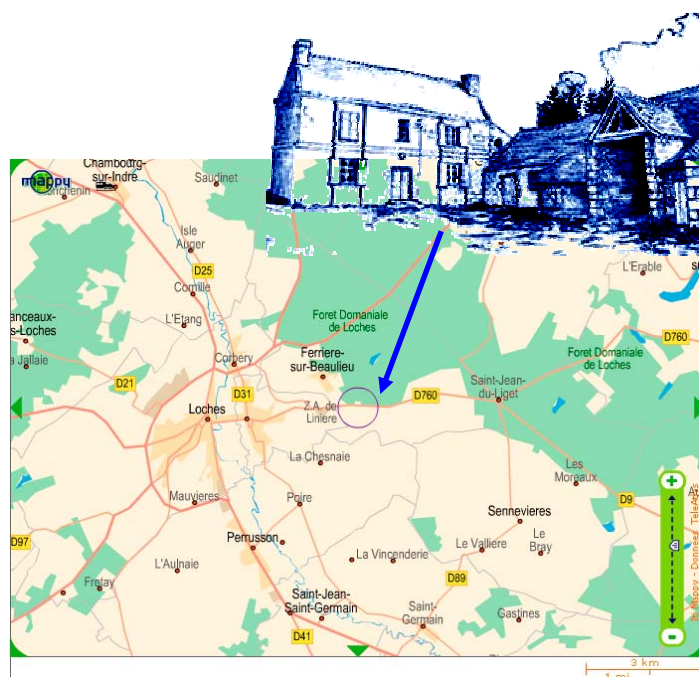 Chambourg-
sur-Indre
mappy
Saudinet
Isle
Auger
D25
Cornille
L'Etang
L'Erable
Foret Domaniale
de Loches
D760
Foret Domaniale
de Loches
anceaux-
s-Loches
a Jallaie
Corbery
Ferriere-
sur-Beaulieu
D21
D31
Loches
Z.A. de
Liniere
D760
Saint-Jean-
du-Liget
La Chesnaie
Les
Moreaux
Mauvieres
Poire
D9
Sennevieres
D97
Perrusson
Le
Bray
Le Valliere
La Vincenderie
L'Aulnaie
D89
Fretay
Saint-Jean-
Saint-Germain
Saint-
Germain
Gastines
D41
3 km
1 mi